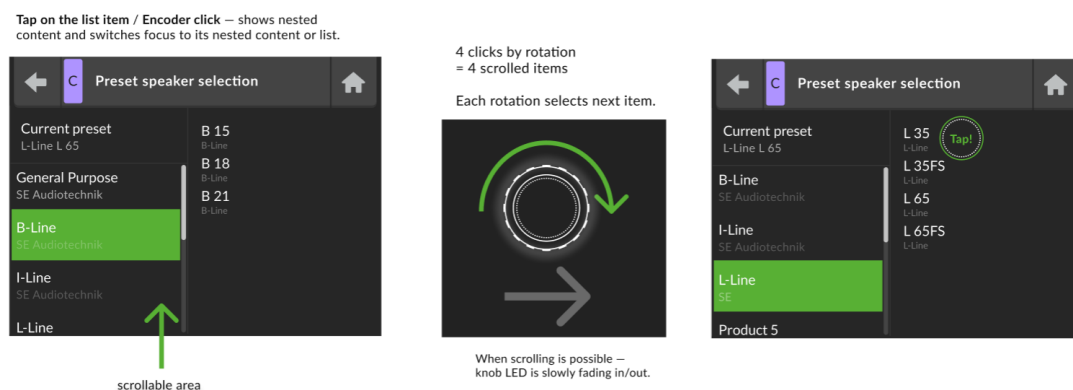 Tap on the list item / Encoder click — shows nested
content and switches focus to its nested content or list.
C
Preset speaker selection
Current preset
L-Line L 65
General Purpose
SE Audiotechnik
B-Line
SE Audiotechnik
I-Line
SE Audiotechnik
L-Line
B 15
B-Line
B 18
B-Line
B 21
B-Line
scrollable area
4 clicks by rotation
= 4 scrolled items
Each rotation selects next item.
When scrolling is possible —
knob LED is slowly fading in/out.
C
Preset speaker selection
Current preset
L-Line L 65
B-Line
SE Audiotechnik
I-Line
SE Audiotechnik
L-Line
SE
Product 5
L 35
L-Line
Tap!
L 35FS
L-Line
L 65
L-Line
L 65FS
L-Line